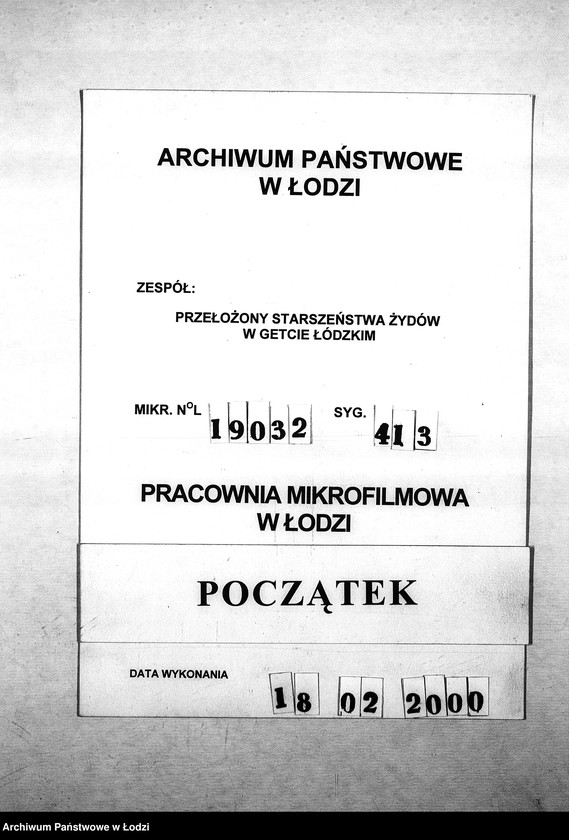 ARCHIWUM PAŃSTWOWE
W ŁODZI
ZESPÓŁ:
PRZEŁOŻONY STARSZEŃSTWA ŻYDÓW
W GETCIE ŁÓDZKIM
MIKR. NOL 19032 SYG. 413
PRACOWNIA MIKROFILMOWA
W ŁODZI
POCZĄTEK
DATA WYKONANIA 18 02 2000
Archiwum Państwowe w Łodzi